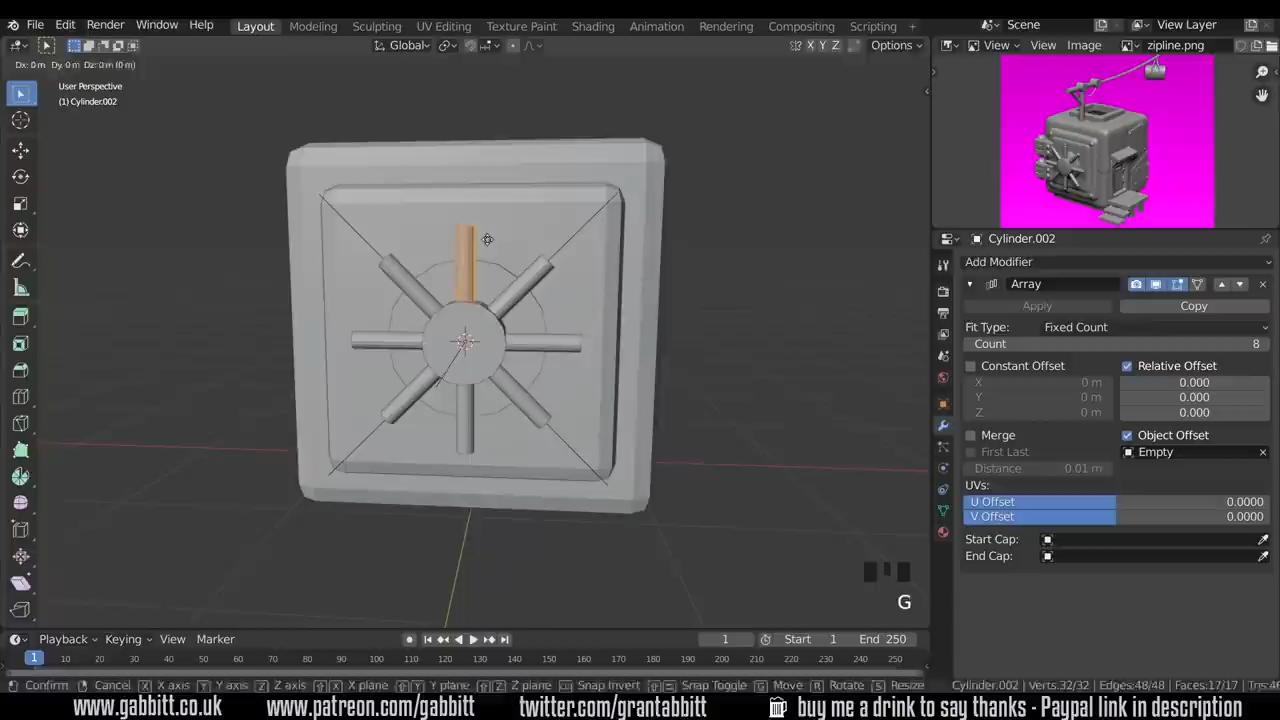 File Edit Render Window Help Layout Modeling Sculpting UV Editing Texture Paint Shading Animation Rendering Compositing Scripting + Scene View Layer
Global X Y Z Options View View Image zipline.png
Dx: 0 m Dy: 0 m Dz: 0 m (0 m)
User Perspective
(1) Cylinder.002
Cylinder.002
Add Modifier
Array
Apply Copy
Fit Type: Fixed Count
Count 8
Constant Offset Relative Offset
X 0 m 0.000
Y 0 m 0.000
Z 0 m 0.000
Merge Object Offset
First Last Empty
Distance 0.01 m
UVs:
U Offset 0.0000
V Offset 0.0000
Start Cap:
End Cap:
G
Playback Keying View Marker 1 Start 1 End 250
1 10 20 30 40 50 60 70 80 90 100 110 120 130 140 150 160 170 180 190 200 210 220 230 240 250
Confirm Cancel X X axis Y Y axis Z Z axis X X plane Y Y plane Z Z plane Snap Invert Snap Toggle G Move R Rotate S Resize Cylinder.002 | Verts:32/32 | Edges:48/48 | Faces:17/17 |
www.gabbitt.co.uk www.patreon.com/gabbitt twitter.com/grantabbitt buy me a drink to say thanks - Paypal link in description